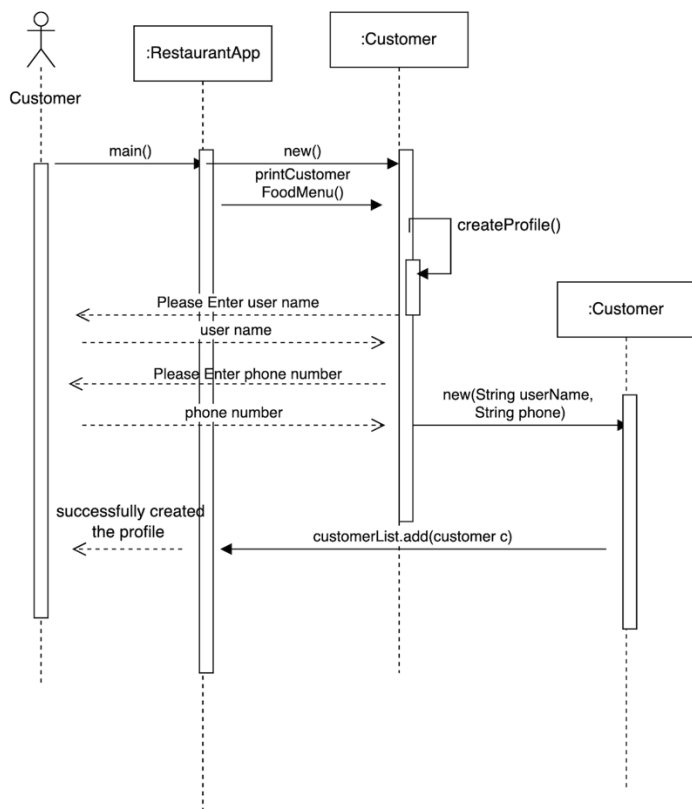 :Customer
:RestaurantApp
Customer
main()
new()
printCustomer
FoodMenu()
createProfile()
Please Enter user name
:Customer
user name
Please Enter phone number
new(String userName,
String phone)
phone number
successfully created
the profile
customerList.add(customer c)